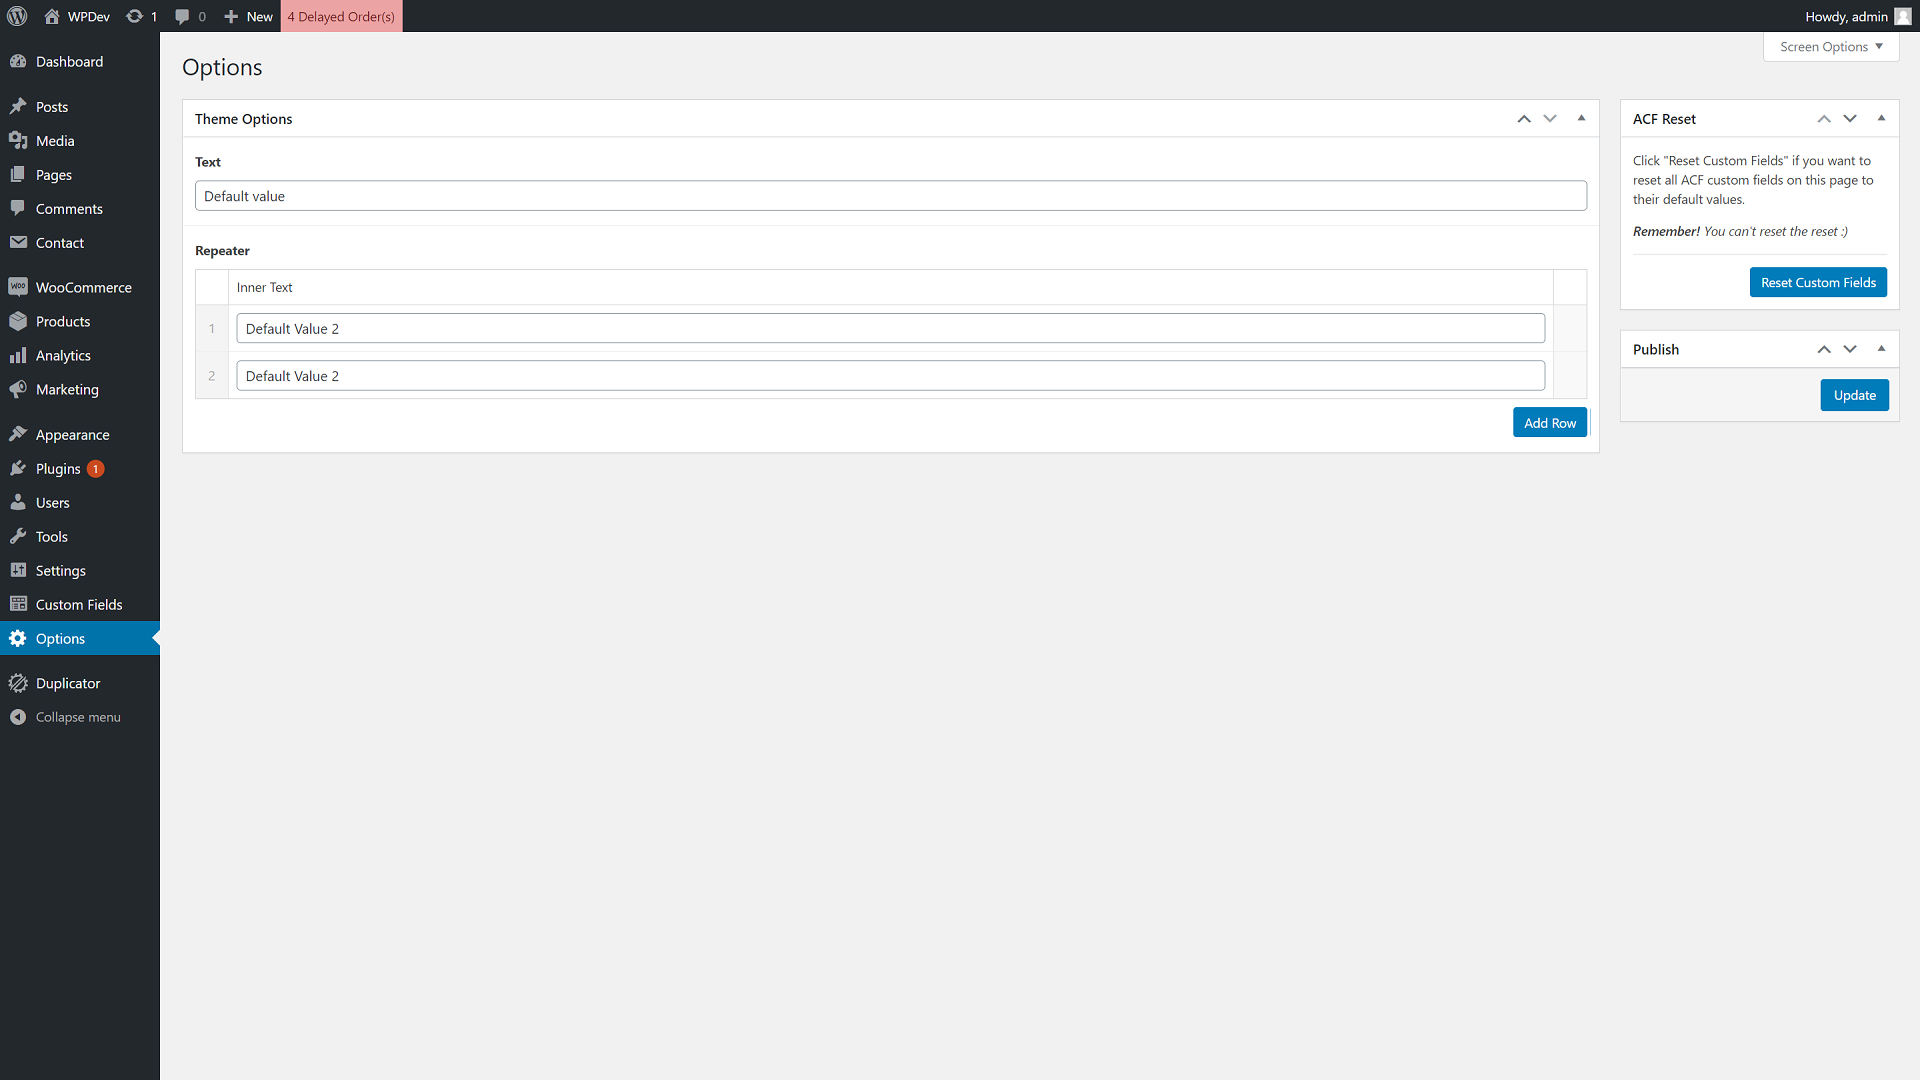 WPDev
1
0
New
4 Delayed Order(s)
Howdy, admin
Screen Options
Dashboard
Posts
Media
Pages
Comments
Contact
WOO
WooCommerce
Products
Analytics
Marketing
Appearance
Plugins 1
Users
Tools
Settings
Custom Fields
Options
Duplicator
Collapse menu
Options
Theme Options
Text
Default value
Repeater
Inner Text
1
Default Value 2
2
Default Value 2
Add Row
ACF Reset
Click "Reset Custom Fields" if you want to
reset all ACF custom fields on this page to
their default values.
Remember! You can't reset the reset :)
Reset Custom Fields
Publish
Update